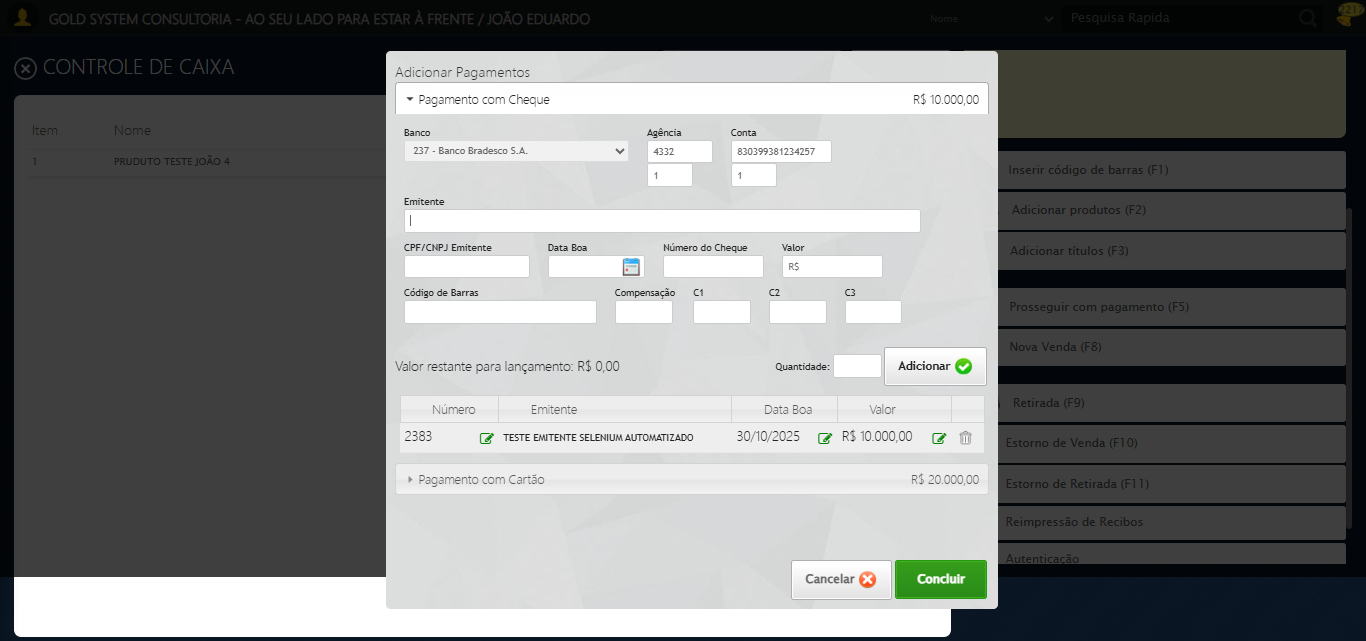 GOLD SYSTEM CONSULTORIA - AO SEU LADO PARA ESTAR À FRENTE / JOÃO EDUARDO
Nome
Pesquisa Rapida
2212
CONTROLE DE CAIXA
Item Nome
1 PRUDUTO TESTE JOÃO 4
Adicionar Pagamentos
Pagamento com Cheque R$ 10.000,00
Banco Agência Conta
237 - Banco Bradesco S.A. 4332 830399381234257
1 1
Emitente
CPF/CNPJ Emitente Data Boa Número do Cheque Valor
R$
Código de Barras Compensação C1 C2 C3
Valor restante para lançamento: R$ 0,00 Quantidade: Adicionar
Número Emitente Data Boa Valor
2383 TESTE EMITENTE SELENIUM AUTOMATIZADO 30/10/2025 R$ 10.000,00
Pagamento com Cartão R$ 20.000,00
Cancelar Concluir
Inserir código de barras (F1)
Adicionar produtos (F2)
Adicionar títulos (F3)
Prosseguir com pagamento (F5)
Nova Venda (F8)
Retirada (F9)
Estorno de Venda (F10)
Estorno de Retirada (F11)
Reimpressão de Recibos
Autenticação